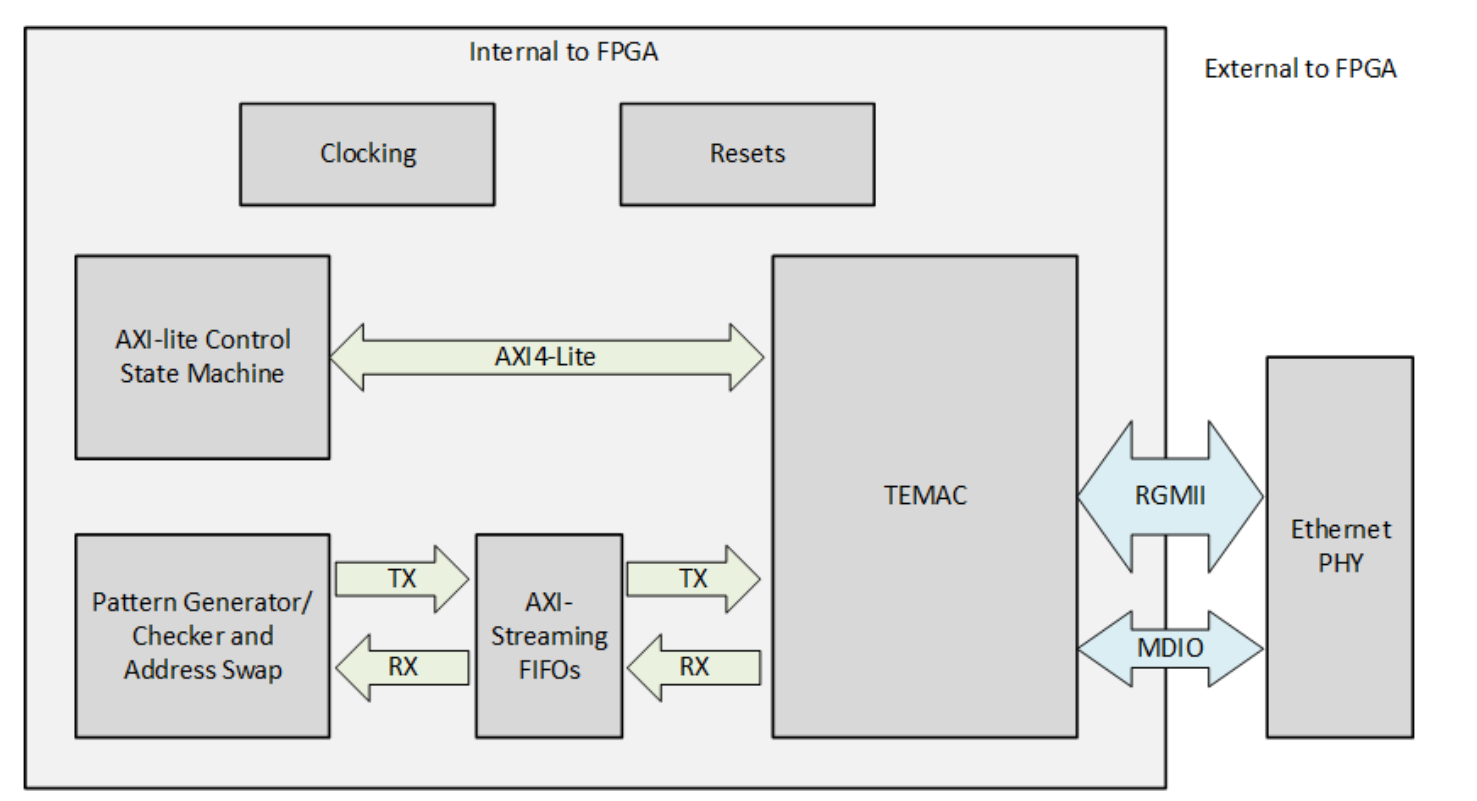 Internal to FPGA
External to FPGA
Clocking
Resets
AXI-lite Control
State Machine
AXI4-Lite
TEMAC
RGMII
Ethernet
PHY
MDIO
Pattern Generator/
Checker and
Address Swap
TX
RX
AXI-
Streaming
FIFOs
TX
RX